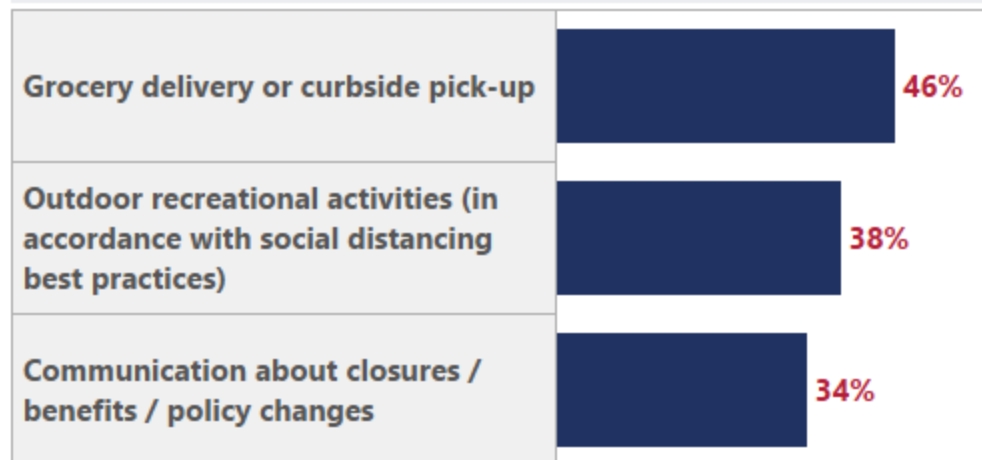 Grocery delivery or curbside pick-up
46%
Outdoor recreational activities (in
accordance with social distancing
best practices)
38%
Communication about closures /
benefits / policy changes
34%